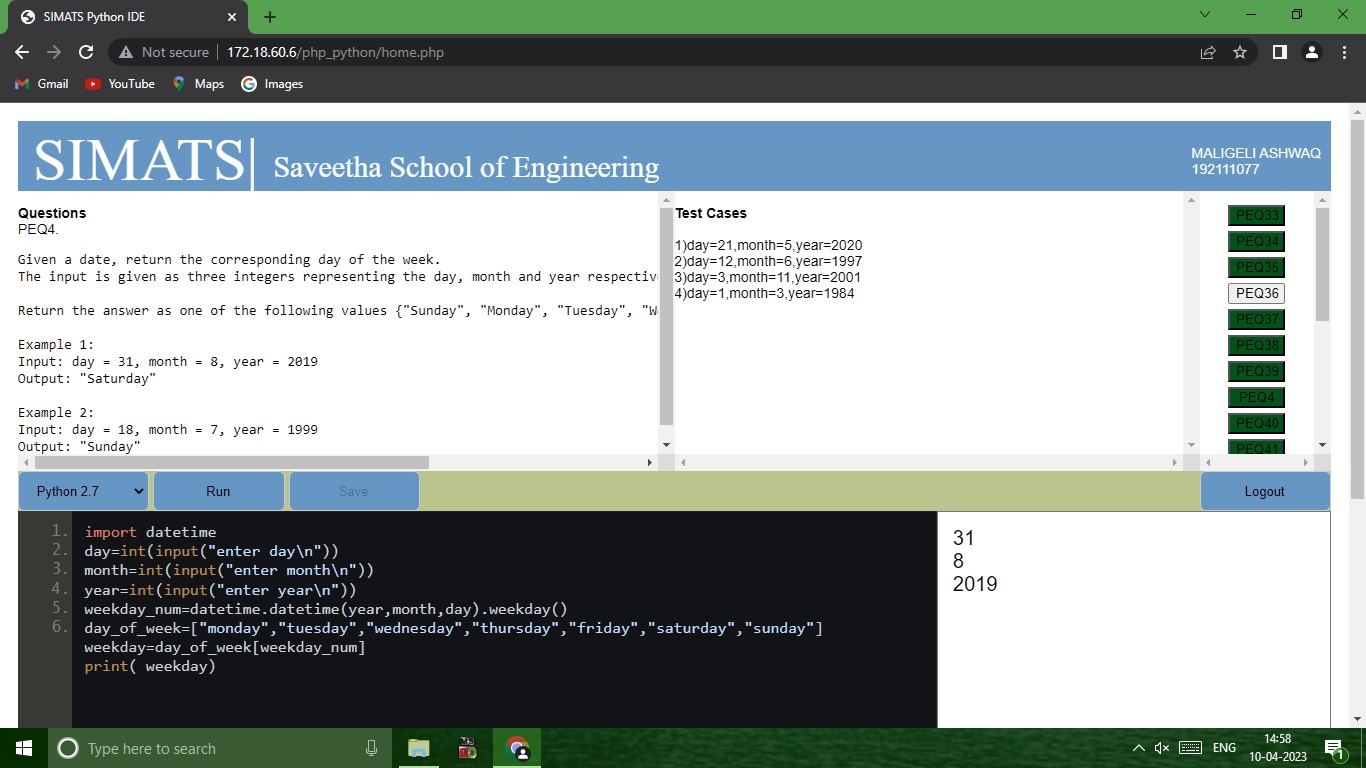 SIMATS Python IDE
Not secure 172.18.60.6/php_python/home.php
Gmail YouTube Maps Images
SIMATS| Saveetha School of Engineering
MALIGELI ASHWAQ
192111077
Questions
PEQ4.
Given a date, return the corresponding day of the week.
The input is given as three integers representing the day, month and year respectiv
Return the answer as one of the following values {"Sunday", "Monday", "Tuesday", "W
Example 1:
Input: day = 31, month = 8, year = 2019
Output: "Saturday"
Example 2:
Input: day = 18, month = 7, year = 1999
Output: "Sunday"
Test Cases
1)day=21,month=5,year=2020
2)day=12,month=6,year=1997
3)day=3,month=11,year=2001
4)day=1,month=3,year=1984
PEQ33
PEQ34
PEQ35
PEQ36
PEQ37
PEQ38
PEQ39
PEQ4
PEQ40
PEQ41
Python 2.7 Run Save Logout
1. import datetime
2. day=int(input("enter day\n"))
3. month=int(input("enter month\n"))
4. year=int(input("enter year\n"))
5. weekday_num=datetime.datetime(year,month,day).weekday()
6. day_of_week=["monday","tuesday","wednesday","thursday","friday","saturday","sunday"]
weekday=day_of_week[weekday_num]
print( weekday)
31
8
2019
Type here to search
ENG
14:58
10-04-2023
1